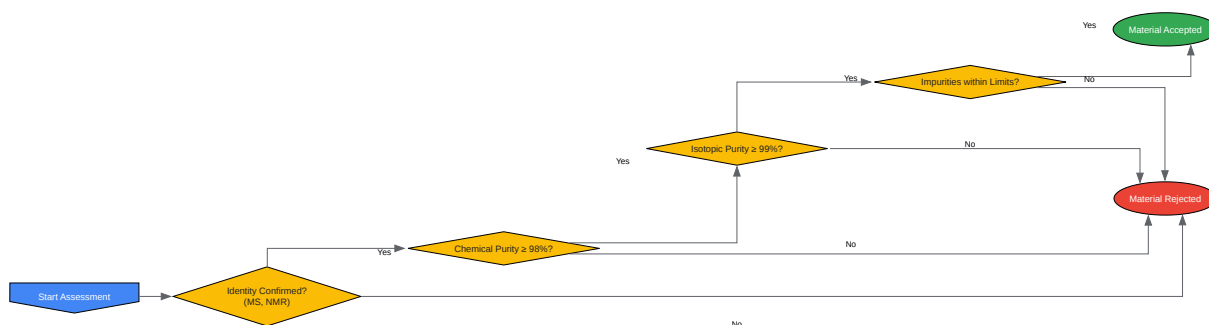 Yes
Material Accepted
Yes
Impurities within Limits?
No
Isotopic Purity ≥ 99%?
No
Yes
Material Rejected
Chemical Purity ≥ 98%?
No
Yes
Start Assessment
Identity Confirmed?
(MS, NMR)
No